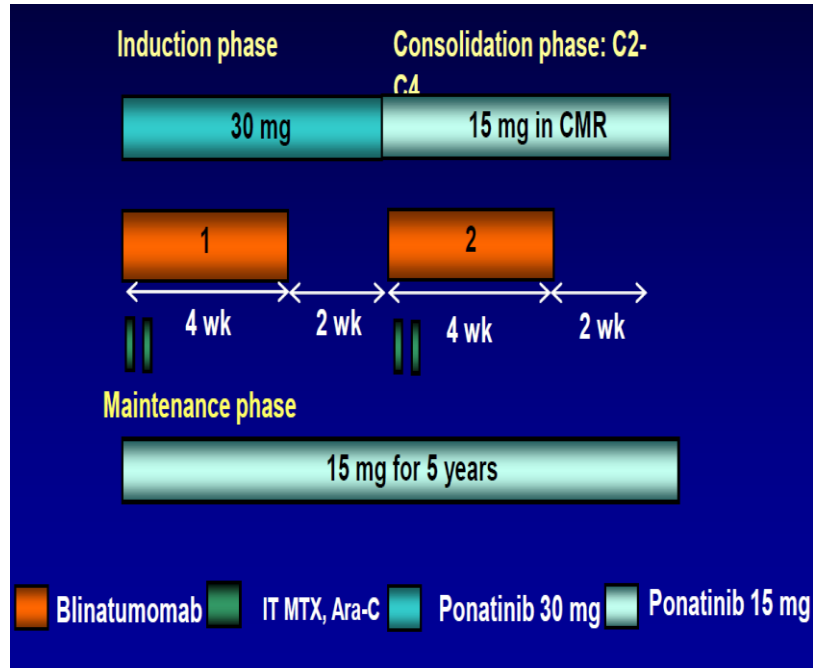 Induction phase
Consolidation phase: C2-
C4
30 mg
15 mg in CMR
1
2
4 wk
2 wk
4 wk
2 wk
Maintenance phase
15 mg for 5 years
Blinatumomab
IT MTX, Ara-C
Ponatinib 30 mg
Ponatinib 15 mg